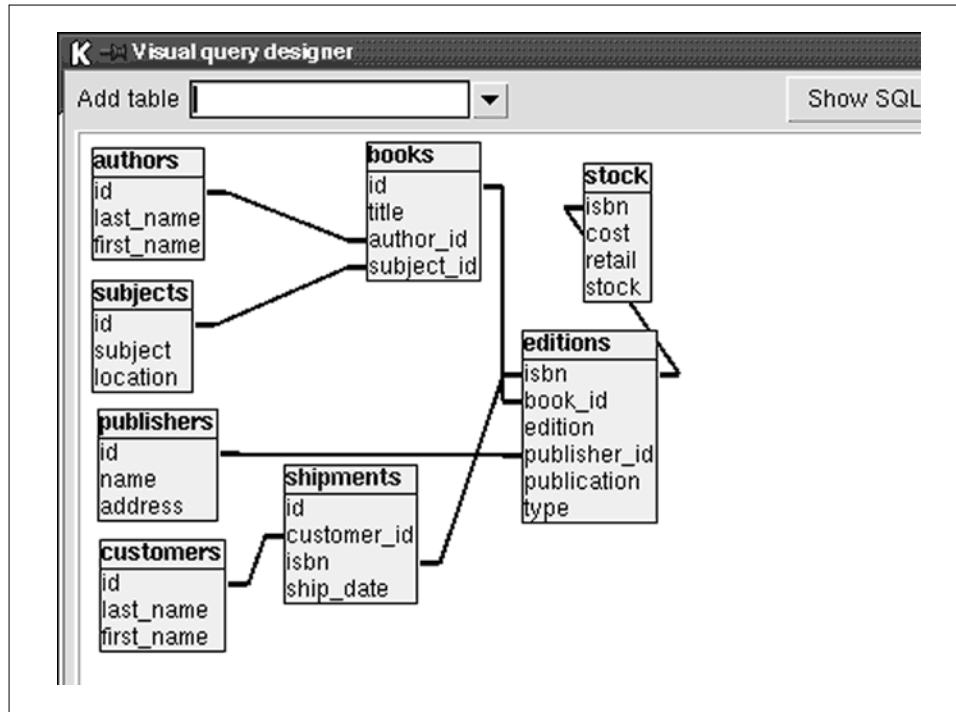 K Visual query designer
Add table
Show SQL
authors
id
last_name
first_name
books
id
title
author_id
subject_id
stock
isbn
cost
retail
stock
subjects
id
subject
location
editions
isbn
book_id
edition
publisher_id
publication
type
publishers
id
name
address
shipments
id
customer_id
isbn
ship_date
customers
id
last_name
first_name